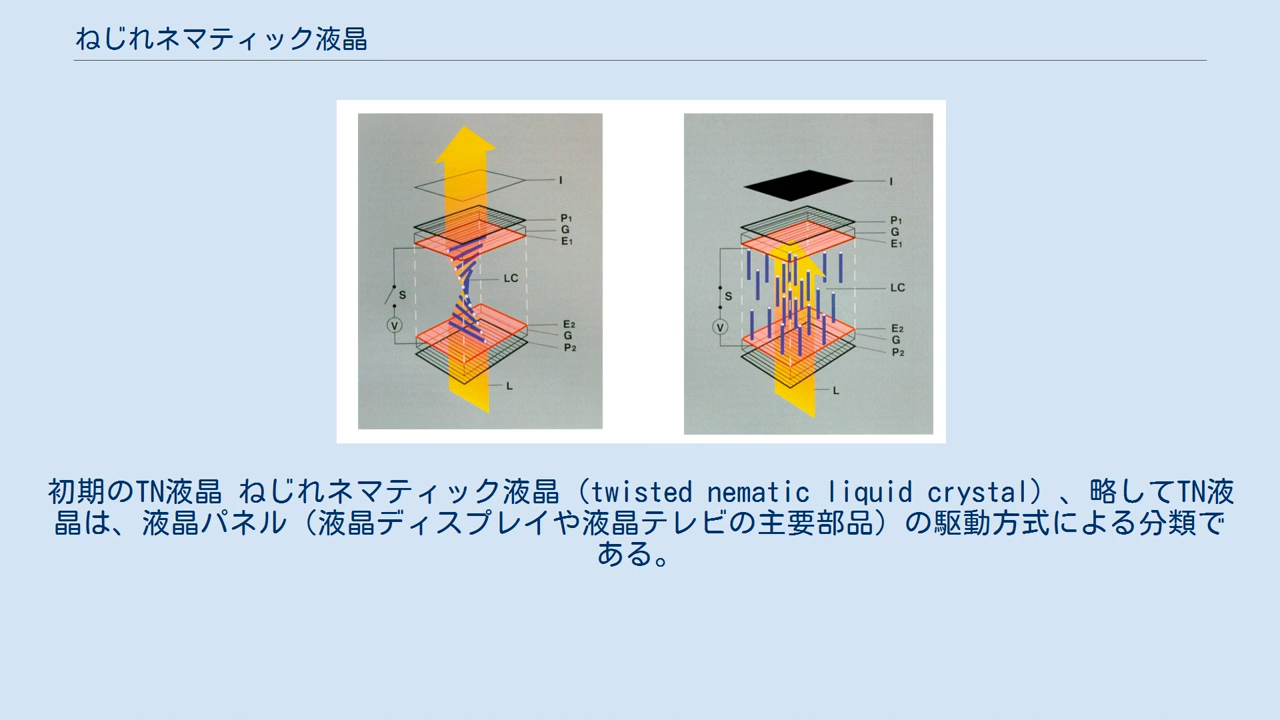 ねじれネマティック液晶
I
P1
G
E1
LC
S
V
E2
G
P2
L
I
P1
G
E1
LC
S
V
E2
G
P2
L
初期のTN液晶 ねじれネマティック液晶（twisted nematic liquid crystal）、略してTN液
晶は、液晶パネル（液晶ディスプレイや液晶テレビの主要部品）の駆動方式による分類で
ある。